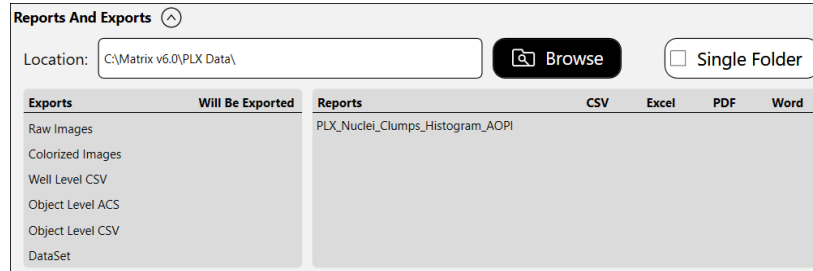 Reports And Exports
Location: C:\Matrix v6.0\PLX Data\ Browse Single Folder
Exports Will Be Exported Reports CSV Excel PDF Word
Raw Images PLX_Nuclei_Clumps_Histogram_AOPI
Colorized Images
Well Level CSV
Object Level ACS
Object Level CSV
DataSet